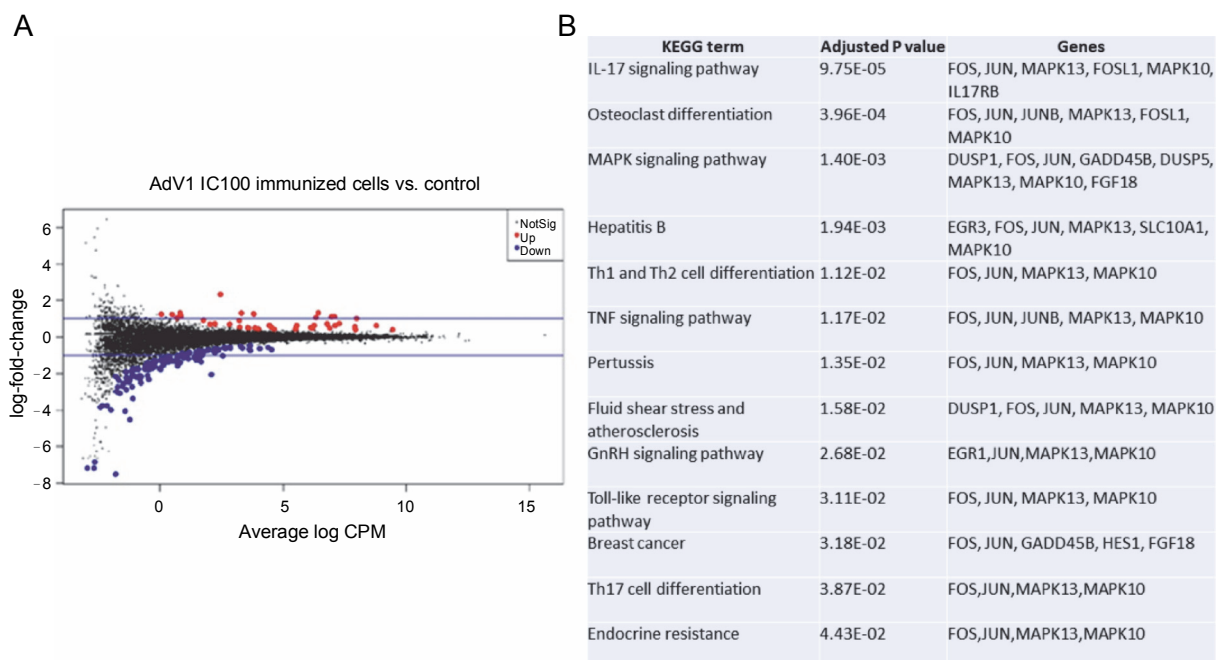 A
AdV1 IC100 immunized cells vs. control
NotSig
Up
Down
log-fold-change
6
4
2
0
−2
−4
−6
−8
0 5 10 15
Average log CPM
B
KEGG term Adjusted P value Genes
IL-17 signaling pathway 9.75E-05 FOS, JUN, MAPK13, FOSL1, MAPK10,
IL17RB
Osteoclast differentiation 3.96E-04 FOS, JUN, JUNB, MAPK13, FOSL1,
MAPK10
MAPK signaling pathway 1.40E-03 DUSP1, FOS, JUN, GADD45B, DUSP5,
MAPK13, MAPK10, FGF18
Hepatitis B 1.94E-03 EGR3, FOS, JUN, MAPK13, SLC10A1,
MAPK10
Th1 and Th2 cell differentiation 1.12E-02 FOS, JUN, MAPK13, MAPK10
TNF signaling pathway 1.17E-02 FOS, JUN, JUNB, MAPK13, MAPK10
Pertussis 1.35E-02 FOS, JUN, MAPK13, MAPK10
Fluid shear stress and 1.58E-02 DUSP1, FOS, JUN, MAPK13, MAPK10
atherosclerosis
GnRH signaling pathway 2.68E-02 EGR1,JUN,MAPK13,MAPK10
Toll-like receptor signaling 3.11E-02 FOS, JUN, MAPK13, MAPK10
pathway
Breast cancer 3.18E-02 FOS, JUN, GADD45B, HES1, FGF18
Th17 cell differentiation 3.87E-02 FOS,JUN,MAPK13,MAPK10
Endocrine resistance 4.43E-02 FOS,JUN,MAPK13,MAPK10